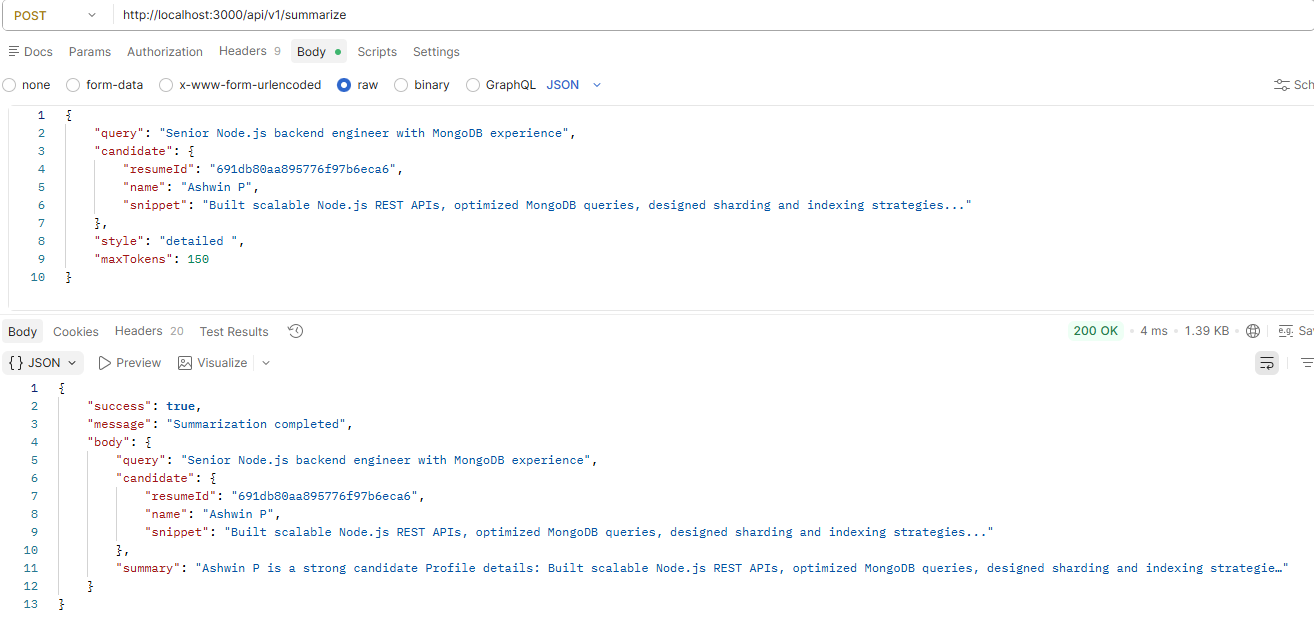 POST http://localhost:3000/api/v1/summarize
Docs Params Authorization Headers 9 Body Scripts Settings
none form-data x-www-form-urlencoded raw binary GraphQL JSON Sch
1 {
2 "query": "Senior Node.js backend engineer with MongoDB experience",
3 "candidate": {
4 "resumeId": "691db80aa895776f97b6eca6",
5 "name": "Ashwin P",
6 "snippet": "Built scalable Node.js REST APIs, optimized MongoDB queries, designed sharding and indexing strategies..."
7 },
8 "style": "detailed ",
9 "maxTokens": 150
10 }
Body Cookies Headers 20 Test Results 200 OK • 4 ms • 1.39 KB • e.g. Sa
{} JSON Preview Visualize
1 {
2 "success": true,
3 "message": "Summarization completed",
4 "body": {
5 "query": "Senior Node.js backend engineer with MongoDB experience",
6 "candidate": {
7 "resumeId": "691db80aa895776f97b6eca6",
8 "name": "Ashwin P",
9 "snippet": "Built scalable Node.js REST APIs, optimized MongoDB queries, designed sharding and indexing strategies..."
10 },
11 "summary": "Ashwin P is a strong candidate Profile details: Built scalable Node.js REST APIs, optimized MongoDB queries, designed sharding and indexing strategie…"
12 }
13 }